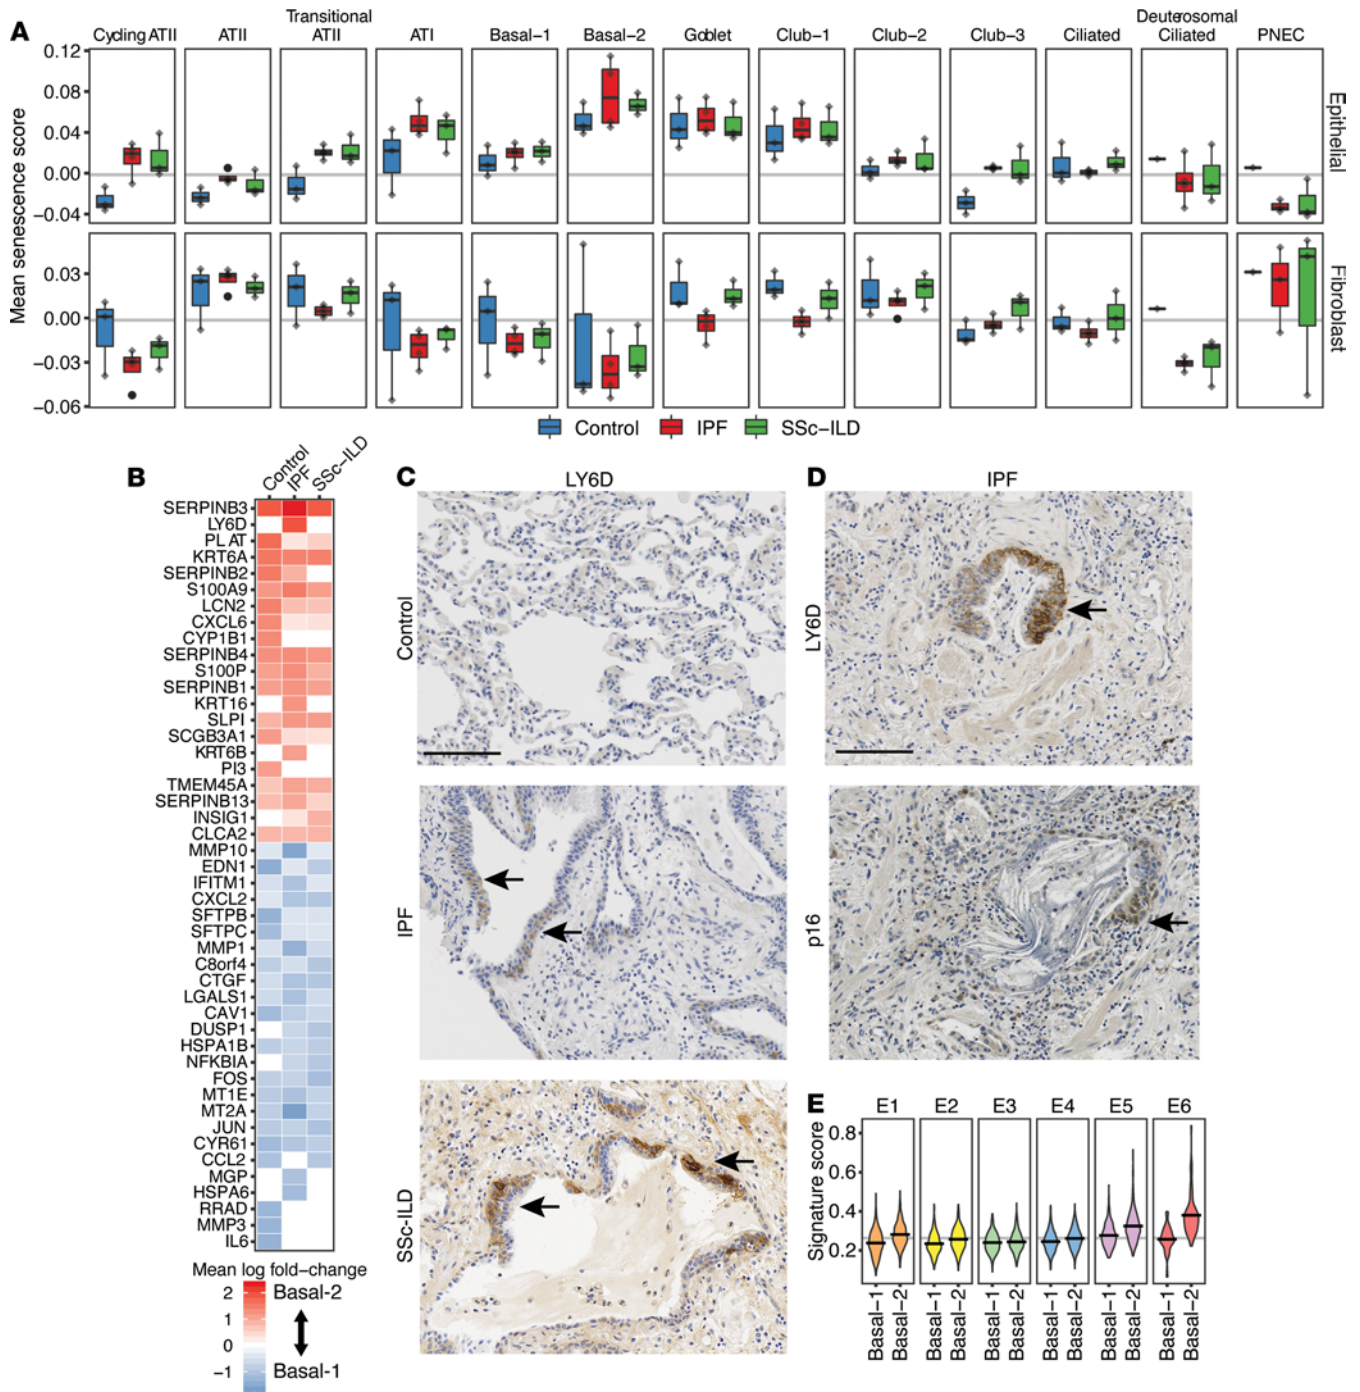 A
Cycling ATII
ATII
Transitional
ATII
ATI
Basal-1
Basal-2
Goblet
Club-1
Club-2
Club-3
Ciliated
Deuterosomal
Ciliated
PNEC
Mean senescence score
0.12
0.08
0.04
0.00
−0.04
Epithelial
0.03
0.00
−0.03
−0.06
Fibroblast
Control
IPF
SSc-ILD
B
Control
IPF
SSc-ILD
SERPINB3
LY6D
PLAT
KRT6A
SERPINB2
S100A9
LCN2
CXCL6
CYP1B1
SERPINB4
S100P
SERPINB1
KRT16
SLPI
SCGB3A1
KRT6B
PI3
TMEM45A
SERPINB13
INSIG1
CLCA2
MMP10
EDN1
IFITM1
CXCL2
SFTPB
SFTPC
MMP1
C8orf4
CTGF
LGALS1
CAV1
DUSP1
HSPA1B
NFKBIA
FOS
MT1E
MT2A
JUN
CYR61
CCL2
MGP
HSPA6
RRAD
MMP3
IL6
Mean log fold-change
2
1
0
−1
Basal-2
Basal-1
C
LY6D
Control
IPF
SSc-ILD
D
IPF
LY6D
p16
E
E1
E2
E3
E4
E5
E6
Signature score
0.8
0.6
0.4
0.2
Basal-1
Basal-2
Basal-1
Basal-2
Basal-1
Basal-2
Basal-1
Basal-2
Basal-1
Basal-2
Basal-1
Basal-2